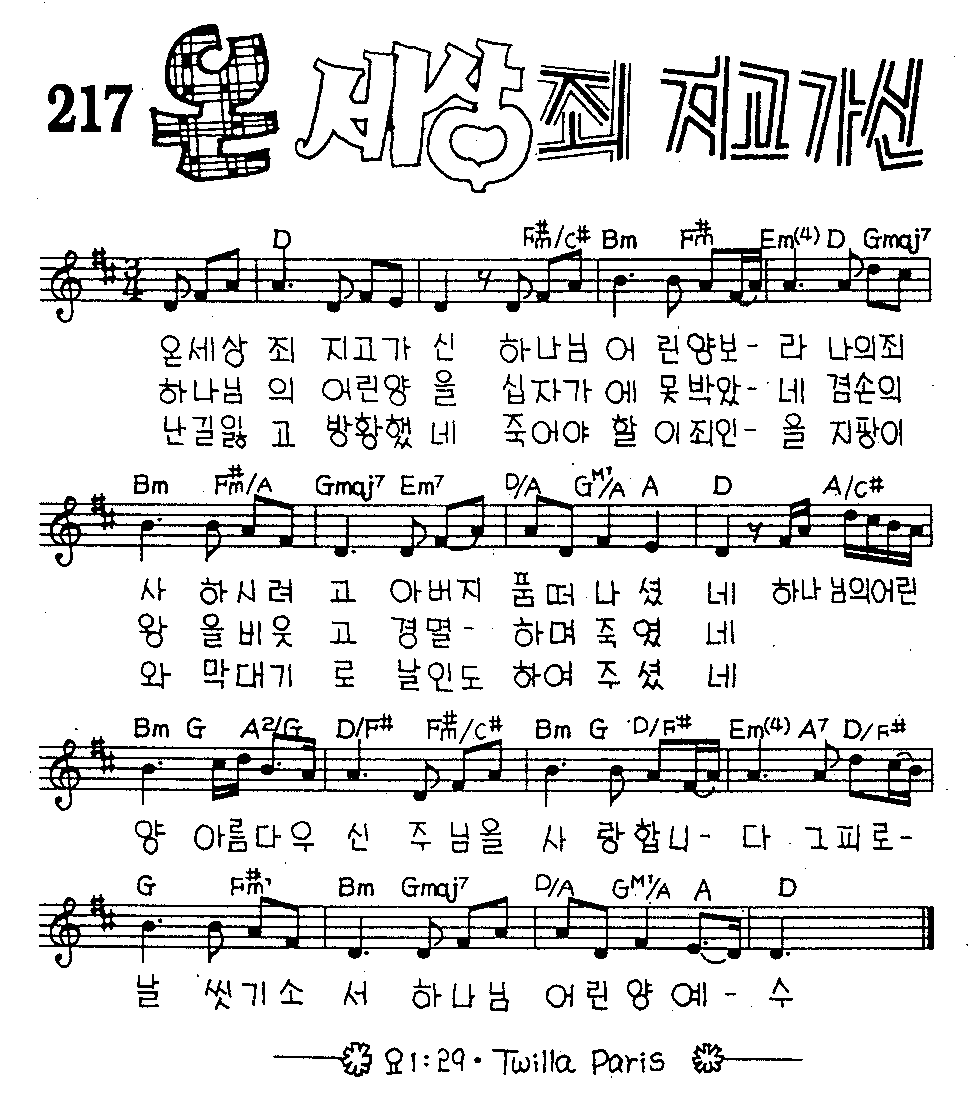 217 온 세상 죄 지고가신
D F#m/C# Bm F#m Em(4) D Gmaj7
3/4
온세상 죄 지고가 신 하나님 어 린양보- 라 나의죄
하나님 의 어린양 을 십자가 에 못박았- 네 겸손의
난길잃 고 방황했 네 죽어야 할 이죄인- 을 지팡이
Bm F#m/A Gmaj7 Em7 D/A GM7/A A D A/C#
사 하시려 고 아버지 품떠나셨 네 하나님의어린
왕 을비웃 고 경멸- 하며죽였 네
와 막대기 로 날인도 하여주셨 네
Bm G A2/G D/F# F#m/C# Bm G D/F# Em(4) A7 D/F#
양 아름다우 신 주님을 사 랑합니- 다 그피로-
G F#m7 Bm Gmaj7 D/A GM7/A A D
날 씻기소 서 하나님 어린양예- 수
요1:29 · Twilla Paris